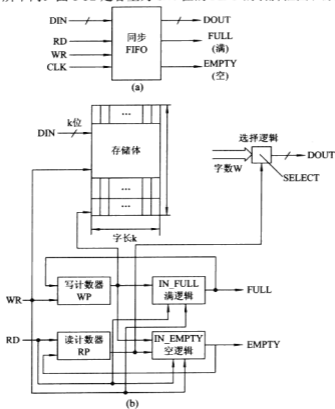 DIN
RD
WR
CLK
同步
FIFO
DOUT
FULL
(满)
EMPTY
(空)
(a)
k位
DIN
...
存储体
...
...
字长k
选择逻辑
字数W
DOUT
SELECT
写计数器
WP
IN_FULL
满逻辑
FULL
WR
RD
读计数器
RP
IN_EMPTY
空逻辑
EMPTY
(b)